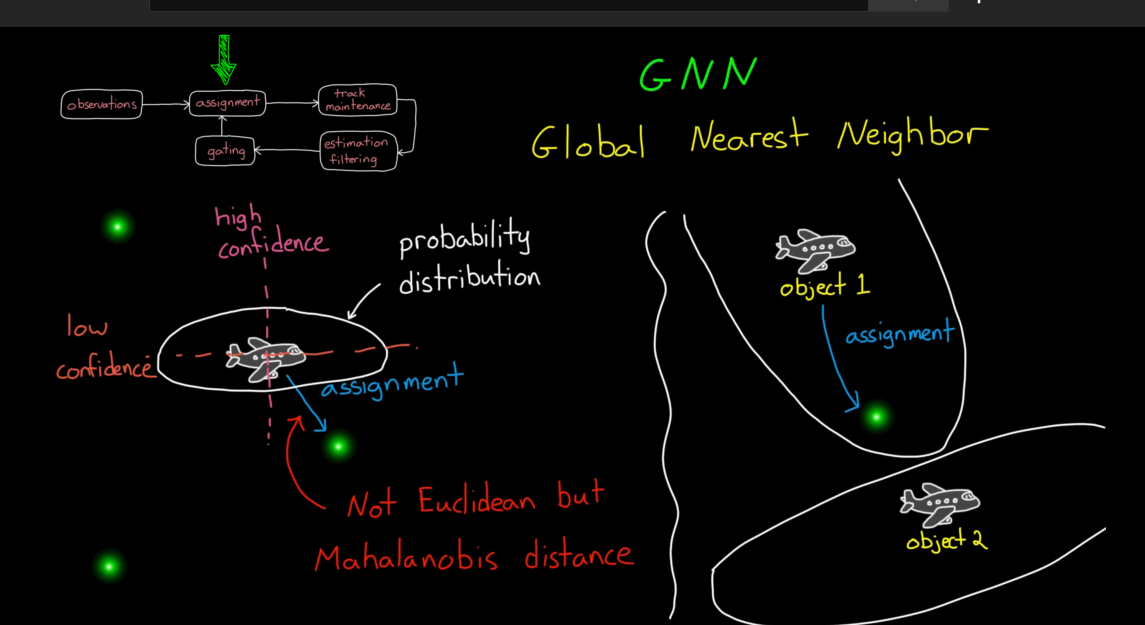 observations
assignment
track
maintenance
gating
estimation
filtering
GNN
Global Nearest Neighbor
high
confidence
probability
distribution
low
confidence
assignment
Not Euclidean but
Mahalanobis distance
object 1
assignment
object 2